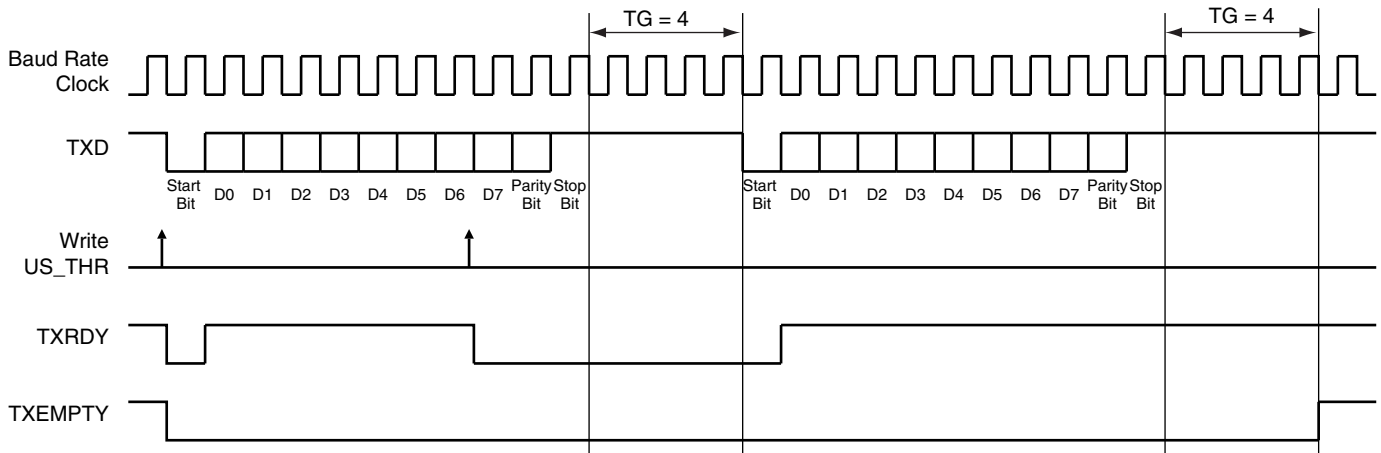 TG = 4
TG = 4
Baud Rate
Clock
TXD
Start
Bit
D0
D1
D2
D3
D4
D5
D6
D7
Parity
Bit
Stop
Bit
Start
Bit
D0
D1
D2
D3
D4
D5
D6
D7
Parity
Bit
Stop
Bit
Write
US_THR
TXRDY
TXEMPTY